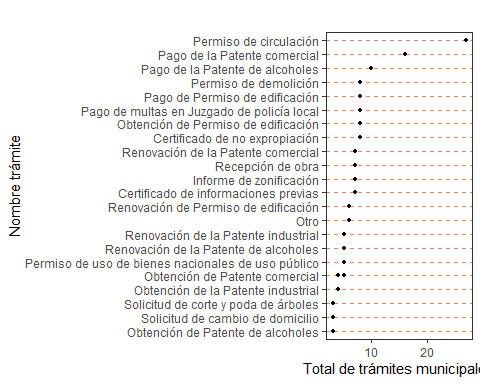 Permiso de circulación
Pago de la Patente comercial
Pago de la Patente de alcoholes
Permiso de demolición
Pago de Permiso de edificación
Pago de multas en Juzgado de policía local
Obtención de Permiso de edificación
Certificado de no expropiación
Renovación de la Patente comercial
Recepción de obra
Informe de zonificación
Certificado de informaciones previas
Renovación de Permiso de edificación
Otro
Renovación de la Patente industrial
Renovación de la Patente de alcoholes
Permiso de uso de bienes nacionales de uso público
Obtención de Patente comercial
Obtención de la Patente industrial
Solicitud de corte y poda de árboles
Solicitud de cambio de domicilio
Obtención de Patente de alcoholes
Nombre trámite
10 20
Total de trámites municipale